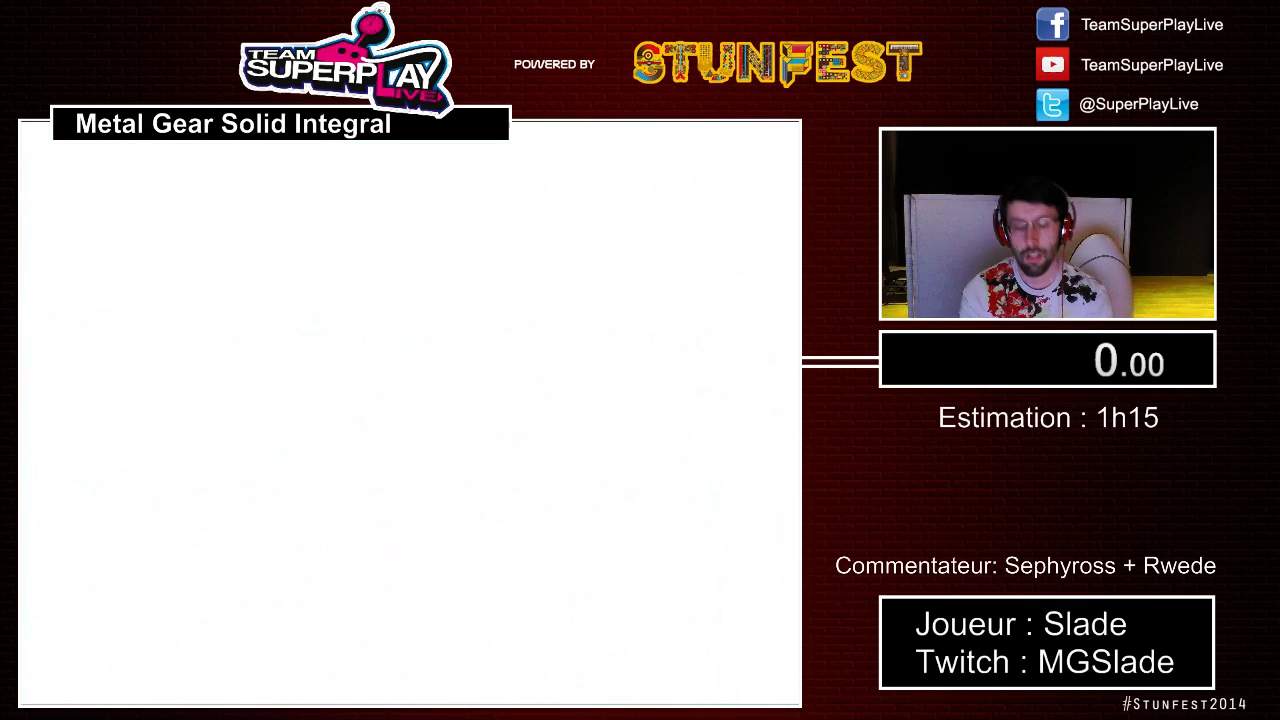 TEAM
SUPERPLAY
LIVE!
POWERED BY
STUNFEST
TeamSuperPlayLive
TeamSuperPlayLive
@SuperPlayLive
Metal Gear Solid Integral
0.00
Estimation : 1h15
Commentateur: Sephyross + Rwede
Joueur : Slade
Twitch : MGSlade
#STUNFEST2014